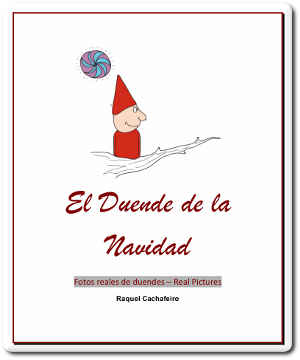 El Duende de la
Navidad
Fotos reales de duendes – Real Pictures
Raquel Cachafeiro